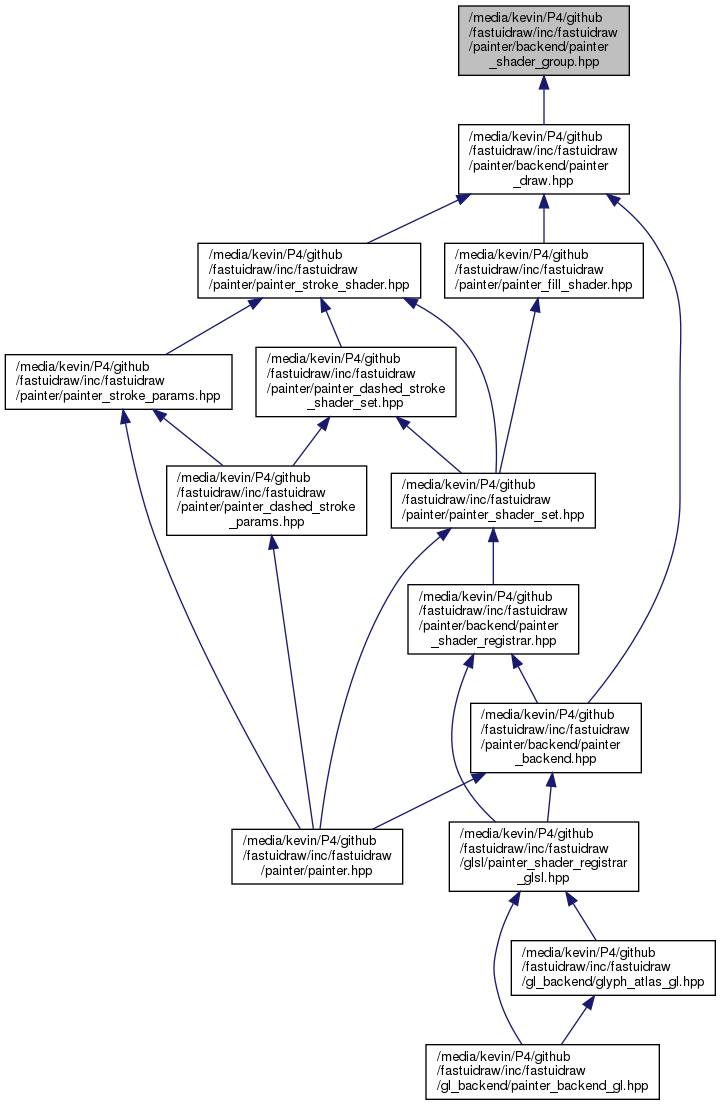 /media/kevin/P4/github
/fastuidraw/inc/fastuidraw
/painter/backend/painter
_shader_group.hpp
/media/kevin/P4/github
/fastuidraw/inc/fastuidraw
/painter/backend/painter
_draw.hpp
/media/kevin/P4/github
/fastuidraw/inc/fastuidraw
/painter/painter_stroke_shader.hpp
/media/kevin/P4/github
/fastuidraw/inc/fastuidraw
/painter/painter_fill_shader.hpp
/media/kevin/P4/github
/fastuidraw/inc/fastuidraw
/painter/painter_stroke_params.hpp
/media/kevin/P4/github
/fastuidraw/inc/fastuidraw
/painter/painter_dashed_stroke
_shader_set.hpp
/media/kevin/P4/github
/fastuidraw/inc/fastuidraw
/painter/painter_dashed_stroke
_params.hpp
/media/kevin/P4/github
/fastuidraw/inc/fastuidraw
/painter/painter_shader_set.hpp
/media/kevin/P4/github
/fastuidraw/inc/fastuidraw
/painter/backend/painter
_shader_registrar.hpp
/media/kevin/P4/github
/fastuidraw/inc/fastuidraw
/painter/backend/painter
_backend.hpp
/media/kevin/P4/github
/fastuidraw/inc/fastuidraw
/painter/painter.hpp
/media/kevin/P4/github
/fastuidraw/inc/fastuidraw
/glsl/painter_shader_registrar
_glsl.hpp
/media/kevin/P4/github
/fastuidraw/inc/fastuidraw
/gl_backend/glyph_atlas_gl.hpp
/media/kevin/P4/github
/fastuidraw/inc/fastuidraw
/gl_backend/painter_backend_gl.hpp